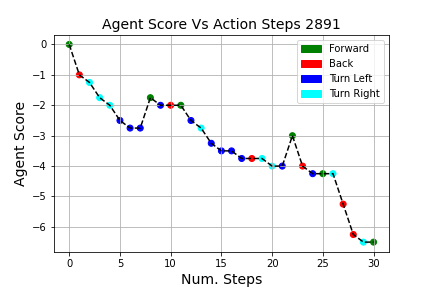 Agent Score Vs Action Steps 2891
Agent Score
0
−1
−2
−3
−4
−5
−6
Forward
Back
Turn Left
Turn Right
0 5 10 15 20 25 30
Num. Steps